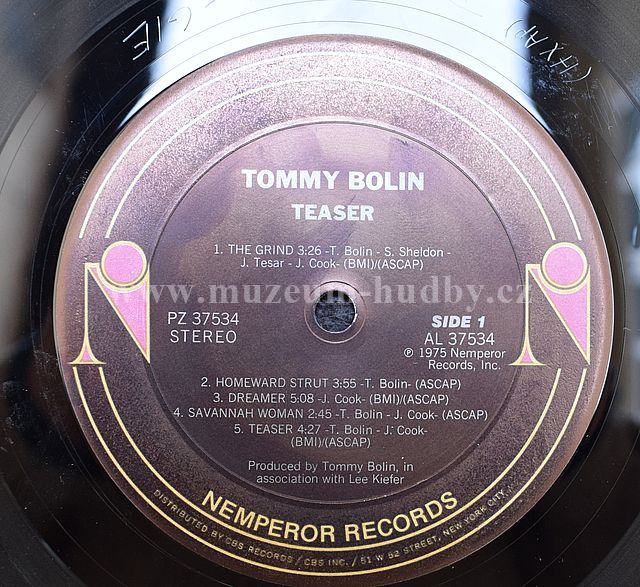 TOMMY BOLIN
TEASER
1. THE GRIND 3:26 -T. Bolin - S. Sheldon -
J. Tesar - J. Cook- (BMI)/(ASCAP)
www.muzeum-hudby.cz
PZ 37534
STEREO
SIDE 1
AL 37534
℗ 1975 Nemperor
Records, Inc.
2. HOMEWARD STRUT 3:55 -T. Bolin- (ASCAP)
3. DREAMER 5:08 -J. Cook- (BMI)/(ASCAP)
4. SAVANNAH WOMAN 2:45 -T. Bolin - J. Cook- (ASCAP)
5. TEASER 4:27 -T. Bolin - J. Cook-
(BMI)/(ASCAP)
Produced by Tommy Bolin, in
association with Lee Kiefer
NEMPEROR RECORDS
DISTRIBUTED BY CBS RECORDS / CBS INC. / 51 W 52 STREET, NEW YORK CITY